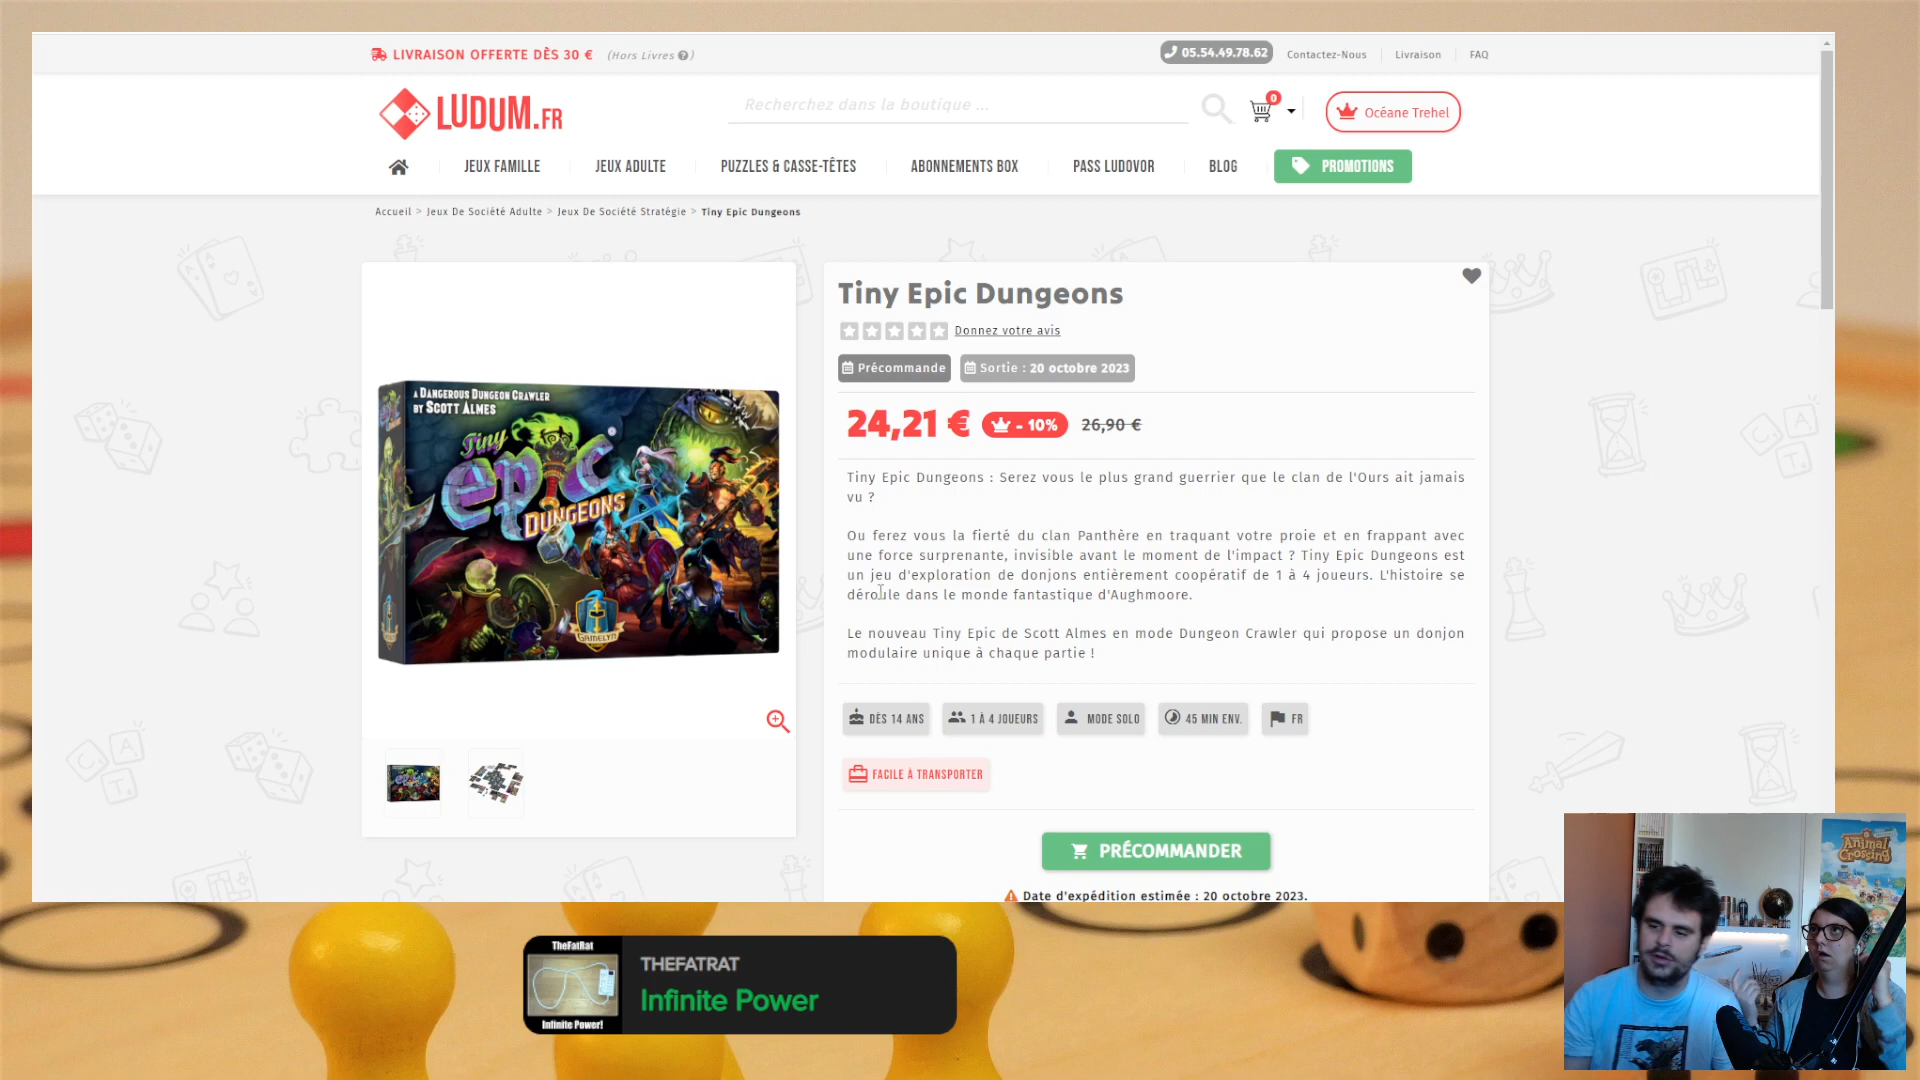 LIVRAISON OFFERTE DÈS 30 € (Hors Livres ?)
05.54.49.78.62 Contactez-Nous Livraison FAQ
LUDUM.FR
Recherchez dans la boutique ...
0
Océane Trehel
JEUX FAMILLE JEUX ADULTE PUZZLES & CASSE-TÊTES ABONNEMENTS BOX PASS LUDOVOR BLOG PROMOTIONS
Accueil > Jeux De Société Adulte > Jeux De Société Stratégie > Tiny Epic Dungeons
Tiny Epic Dungeons
Donnez votre avis
Précommande Sortie : 20 octobre 2023
24,21 € - 10% 26,90 €
Tiny Epic Dungeons : Serez vous le plus grand guerrier que le clan de l'Ours ait jamais
vu ?
Ou ferez vous la fierté du clan Panthère en traquant votre proie et en frappant avec
une force surprenante, invisible avant le moment de l'impact ? Tiny Epic Dungeons est
un jeu d'exploration de donjons entièrement coopératif de 1 à 4 joueurs. L'histoire se
déroule dans le monde fantastique d'Aughmoore.
Le nouveau Tiny Epic de Scott Almes en mode Dungeon Crawler qui propose un donjon
modulaire unique à chaque partie !
DÈS 14 ANS 1 À 4 JOUEURS MODE SOLO 45 MIN ENV. FR
FACILE À TRANSPORTER
PRÉCOMMANDER
Date d'expédition estimée : 20 octobre 2023.
A DANGEROUS DUNGEON CRAWLER
BY SCOTT ALMES
Tiny
epic
DUNGEONS
GAMELYN
TheFatRat
Infinite Power!
THEFATRAT
Infinite Power
Animal
Crossing